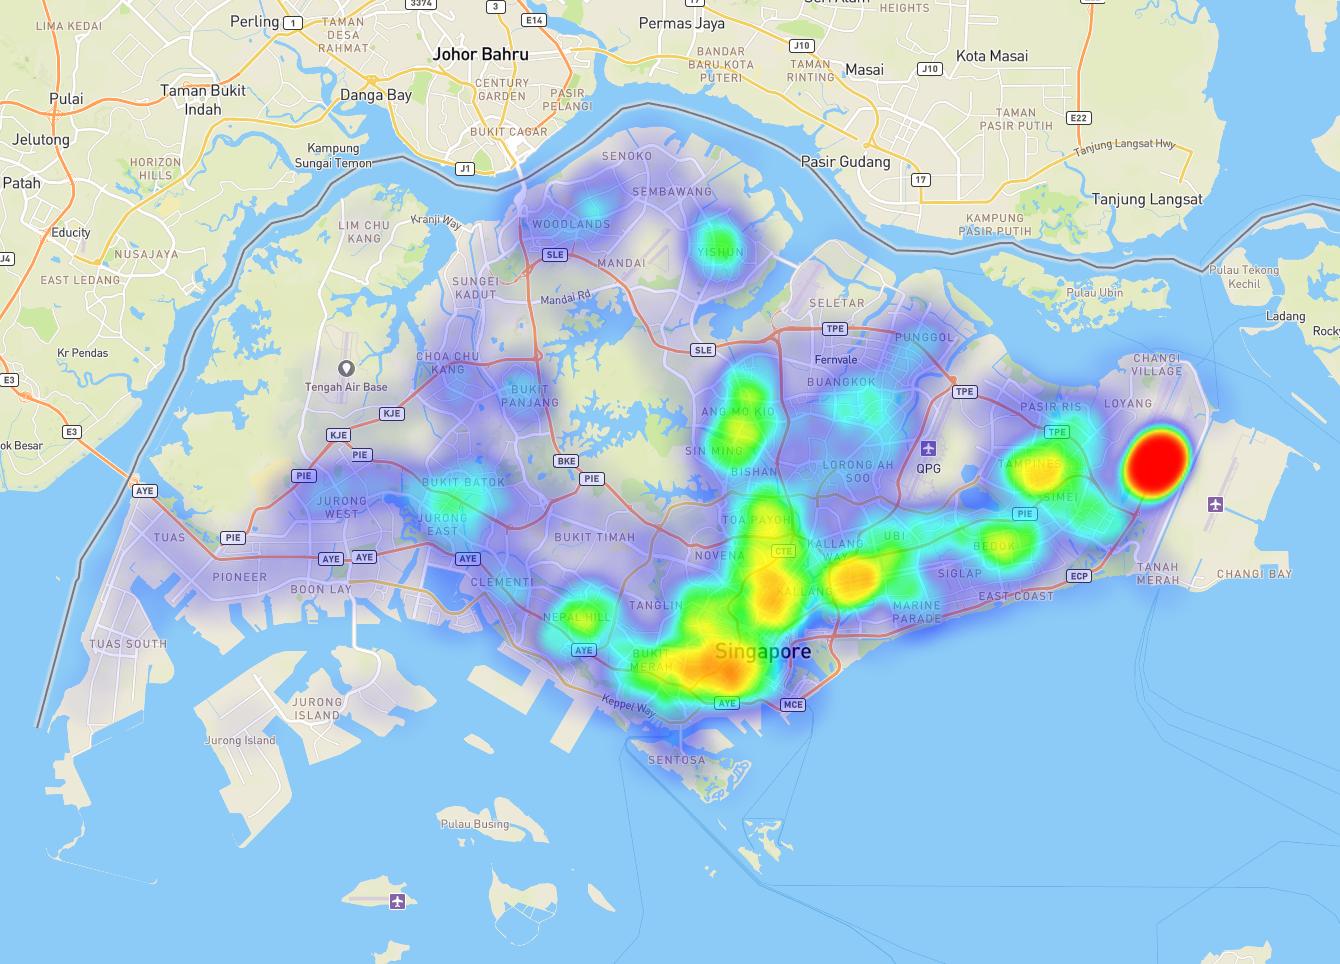 LIMA KEDAI
Perling
1
3374
3
E14
17
Seri Alam
HEIGHTS
TAMAN
DESA
RAHMAT
Johor Bahru
Permas Jaya
J10
BANDAR
BARU KOTA
PUTERI
TAMAN
RINTING
Masai
J10
Kota Masai
Pulai
Taman Bukit
Indah
Danga Bay
CENTURY
GARDEN
PASIR
PELANGI
BUKIT CAGAR
TAMAN
PASIR PUTIH
E22
Jelutong
HORIZON
HILLS
Kampung
Sungai Temon
J1
SENOKO
Pasir Gudang
Tanjung Langsat Hwy
Patah
17
SEMBAWANG
Tanjung Langsat
Educity
LIM CHU
KANG
Kranji Way
WOODLANDS
KAMPUNG
PASIR PUTIH
J4
NUSAJAYA
SLE
MANDAI
YISHUN
EAST LEDANG
SUNGEI
KADUT
Mandai Rd
SELETAR
Pulau Ubin
Pulau Tekong
Kechil
Ladang
Rocky
Kr Pendas
TPE
PUNGGOL
SLE
Fernvale
CHOA CHU
KANG
CHANGI
VILLAGE
E3
Tengah Air Base
BUKIT
PANJANG
BUANGKOK
TPE
PASIR RIS
LOYANG
KJE
ANG MO KIO
E3
ok Besar
KJE
TPE
PIE
SIN MING
BKE
BISHAN
LORONG AH
SOO
QPG
TAMPINES
PIE
PIE
BUKIT BATOK
AYE
JURONG
WEST
SIMEI
JURONG
EAST
TOA PAYOH
PIE
TUAS
PIE
BUKIT TIMAH
UBI
KALLANG
WAY
BEDOK
AYE
AYE
AYE
NOVENA
CTE
PIONEER
CLEMENTI
SIGLAP
ECP
TANAH
MERAH
CHANGI BAY
BOON LAY
KALLANG
EAST COAST
TANGLIN
MARINE
PARADE
NEPAL HILL
TUAS SOUTH
AYE
BUKIT
MERAH
Singapore
JURONG
ISLAND
Keppel Way
AYE
MCE
Jurong Island
SENTOSA
Pulau Busing